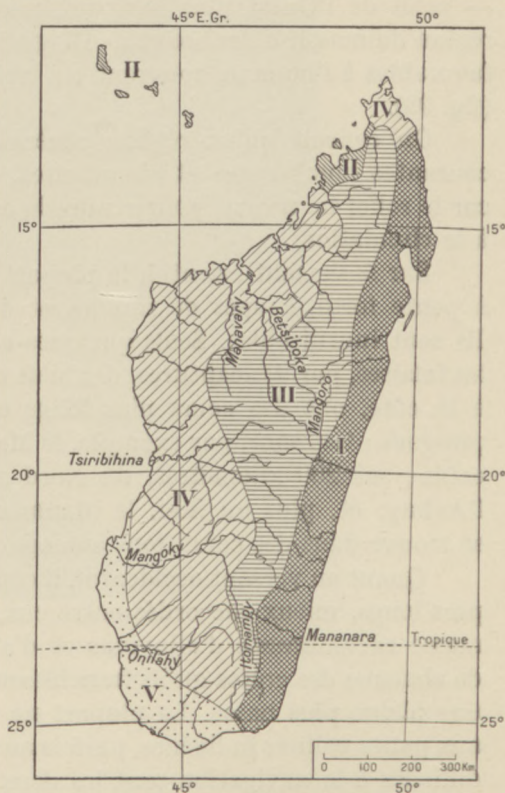 45° E.Gr. 50°
II
IV
II
15° 15°
Mahavary
Betsiboka
III
Mangoro
I
Tsiribihina
20° 20°
IV
Mangoky
Itomampy
Mananara
Tropique
Onilahy
V
25° 25°
0 100 200 300 Km.
45° 50°